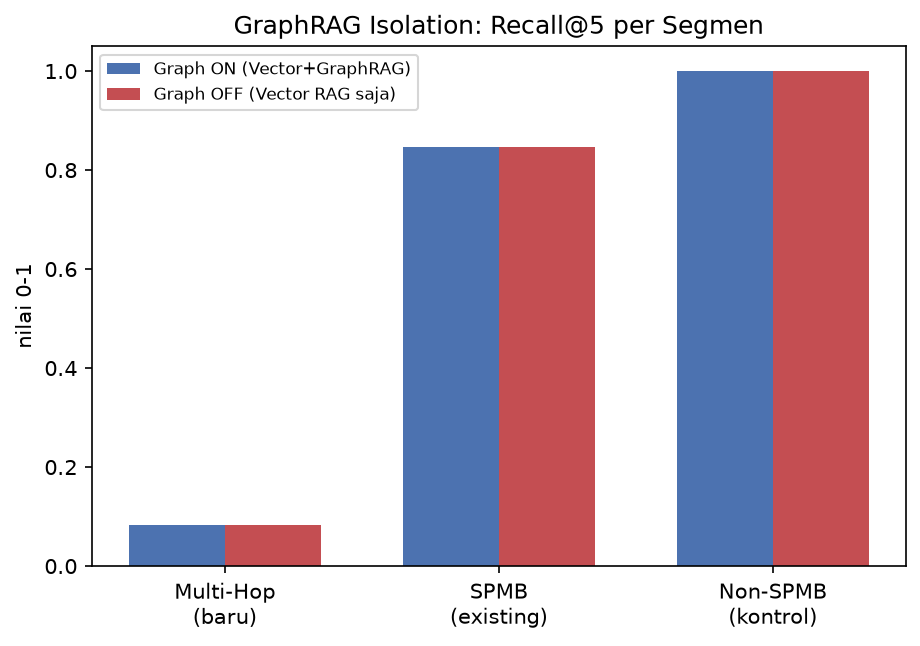 GraphRAG Isolation: Recall@5 per Segmen
Graph ON (Vector+GraphRAG)
Graph OFF (Vector RAG saja)
nilai 0-1
1.0
0.8
0.6
0.4
0.2
0.0
Multi-Hop
(baru)
SPMB
(existing)
Non-SPMB
(kontrol)